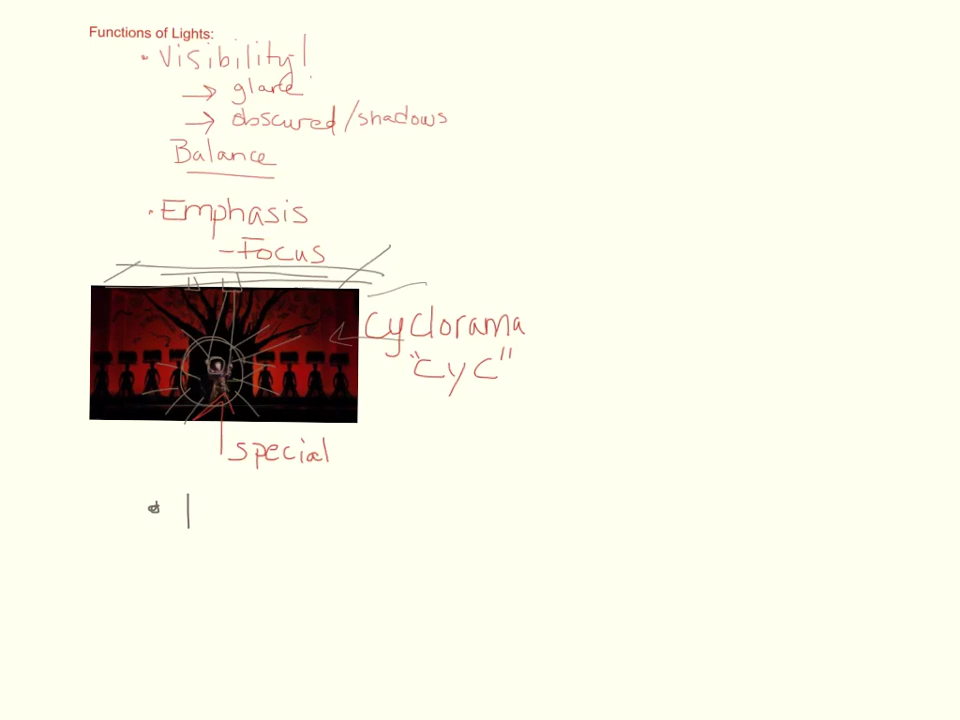 Functions of Lights:
• Visibility!
→ glare
→ obscured/shadows
Balance
• Emphasis
- Focus
Cyclorama
"Cyc"
special